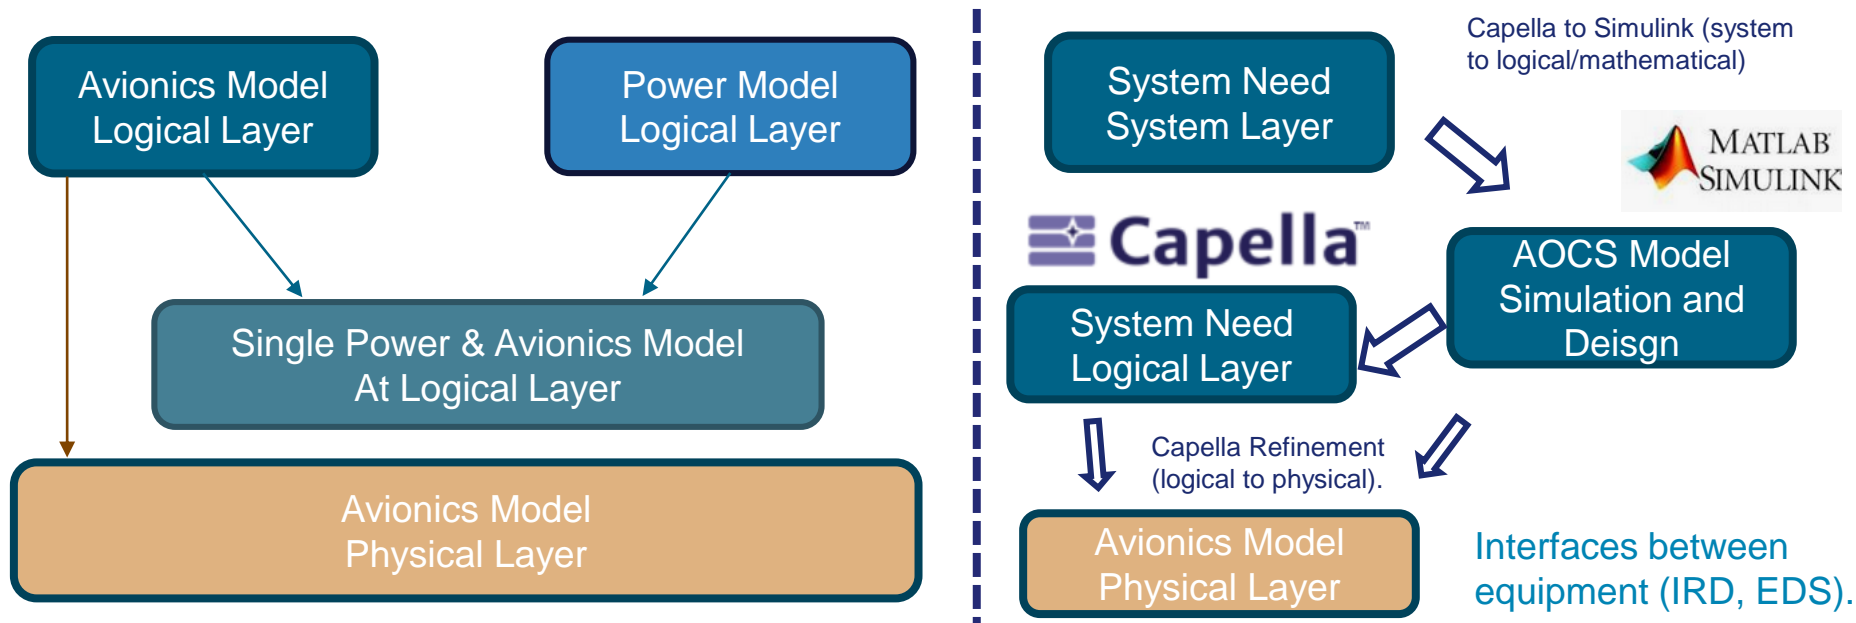 Avionics Model
Logical Layer
Power Model
Logical Layer
Single Power & Avionics Model
At Logical Layer
Avionics Model
Physical Layer
System Need
System Layer
Capella to Simulink (system
to logical/mathematical)
MATLAB
SIMULINK
Capella™
AOCS Model
Simulation and
Deisgn
System Need
Logical Layer
Capella Refinement
(logical to physical).
Avionics Model
Physical Layer
Interfaces between
equipment (IRD, EDS).